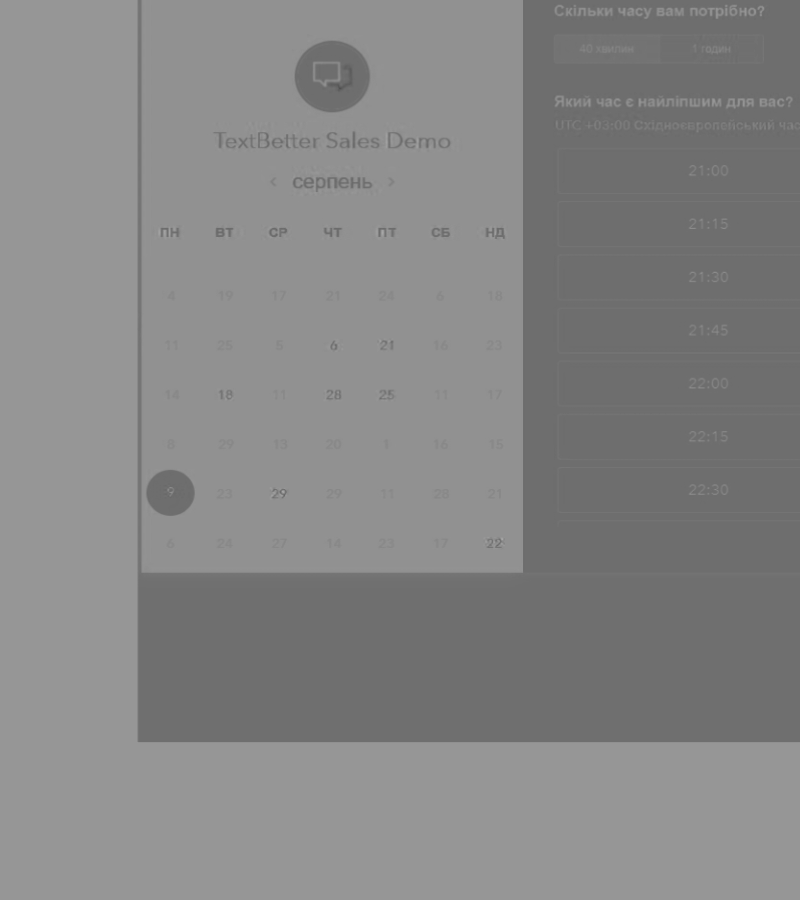 TextBetter Sales Demo
< серпень >
ПН ВТ СР ЧТ ПТ СБ НД
4 19 17 21 24 6 18
11 25 5 6 21 16 23
14 18 11 28 25 11 17
8 29 13 20 1 16 15
9 23 29 29 11 20 21
6 24 27 14 23 17 22
Скільки часу вам потрібно?
40 хвилин 1 годин
Який час є найліпшим для вас?
UTC +03:00 Східноєвропейський час
21:00
21:15
21:30
21:45
22:00
22:15
22:30